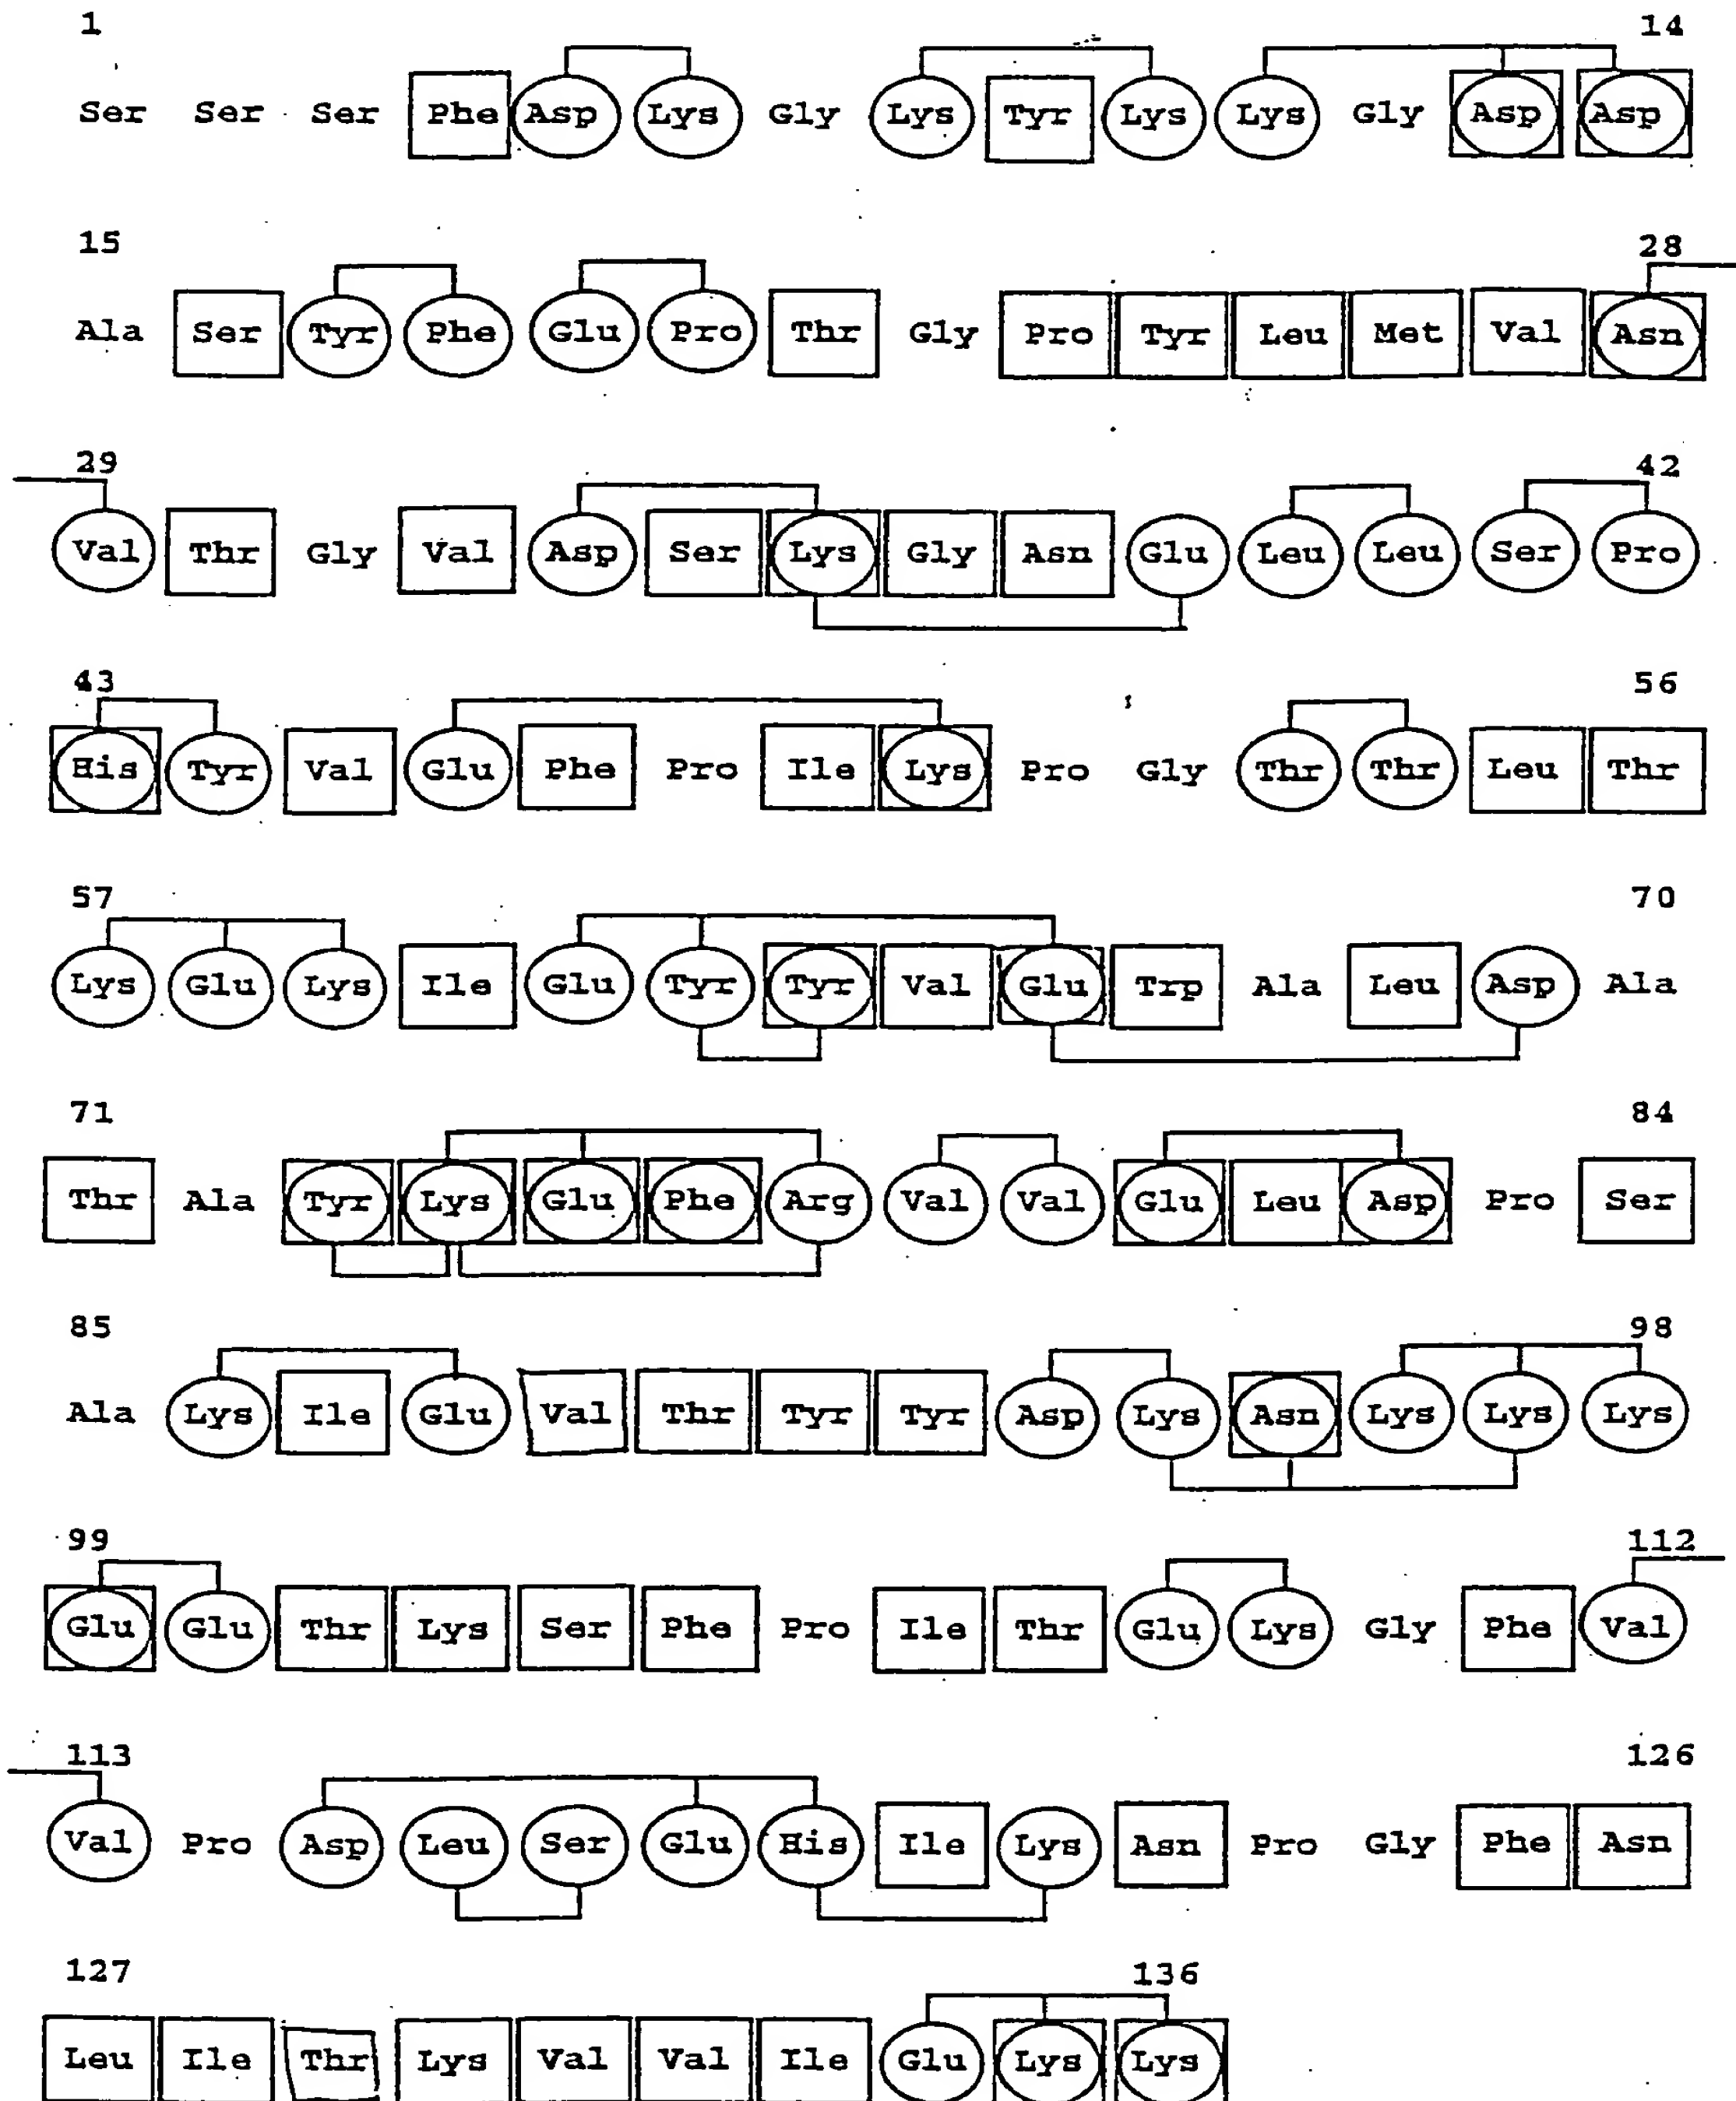 1 14
Ser Ser Ser Phe Asp Lys Gly Lys Tyr Lys Lys Gly Asp Asp
15 28
Ala Ser Tyr Phe Glu Pro Thr Gly Pro Tyr Leu Met Val Asn
29 42
Val Thr Gly Val Asp Ser Lys Gly Asn Glu Leu Leu Ser Pro
43 56
His Tyr Val Glu Phe Pro Ile Lys Pro Gly Thr Thr Leu Thr
57 70
Lys Glu Lys Ile Glu Tyr Tyr Val Glu Trp Ala Leu Asp Ala
71 84
Thr Ala Tyr Lys Glu Phe Arg Val Val Glu Leu Asp Pro Ser
85 98
Ala Lys Ile Glu Val Thr Tyr Tyr Asp Lys Asn Lys Lys Lys
99 112
Glu Glu Thr Lys Ser Phe Pro Ile Thr Glu Lys Gly Phe Val
113 126
Val Pro Asp Leu Ser Glu His Ile Lys Asn Pro Gly Phe Asn
127 136
Leu Ile Thr Lys Val Val Ile Glu Lys Lys